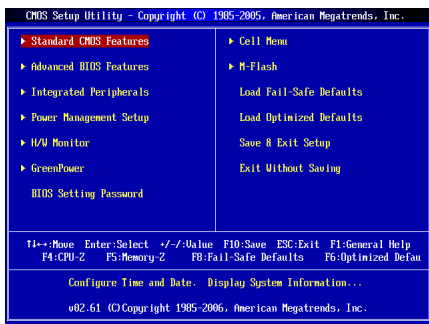 CMOS Setup Utility - Copyright (C) 1985-2005, American Megatrends, Inc.
▶ Standard CMOS Features
▶ Advanced BIOS Features
▶ Integrated Peripherals
▶ Power Management Setup
▶ H/W Monitor
▶ GreenPower
BIOS Setting Password
▶ Cell Menu
▶ M-Flash
Load Fail-Safe Defaults
Load Optimized Defaults
Save & Exit Setup
Exit Without Saving
↑↓←→:Move Enter:Select +/-/:Value F10:Save ESC:Exit F1:General Help
F4:CPU-Z F5:Memory-Z F8:Fail-Safe Defaults F6:Optimized Defau
Configure Time and Date. Display System Information...
v02.61 (C)Copyright 1985-2006, American Megatrends, Inc.